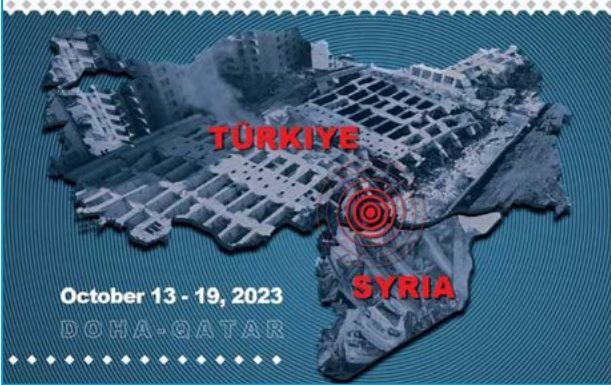 TÜRKIYE
SYRIA
October 13 - 19, 2023
DOHA-QATAR